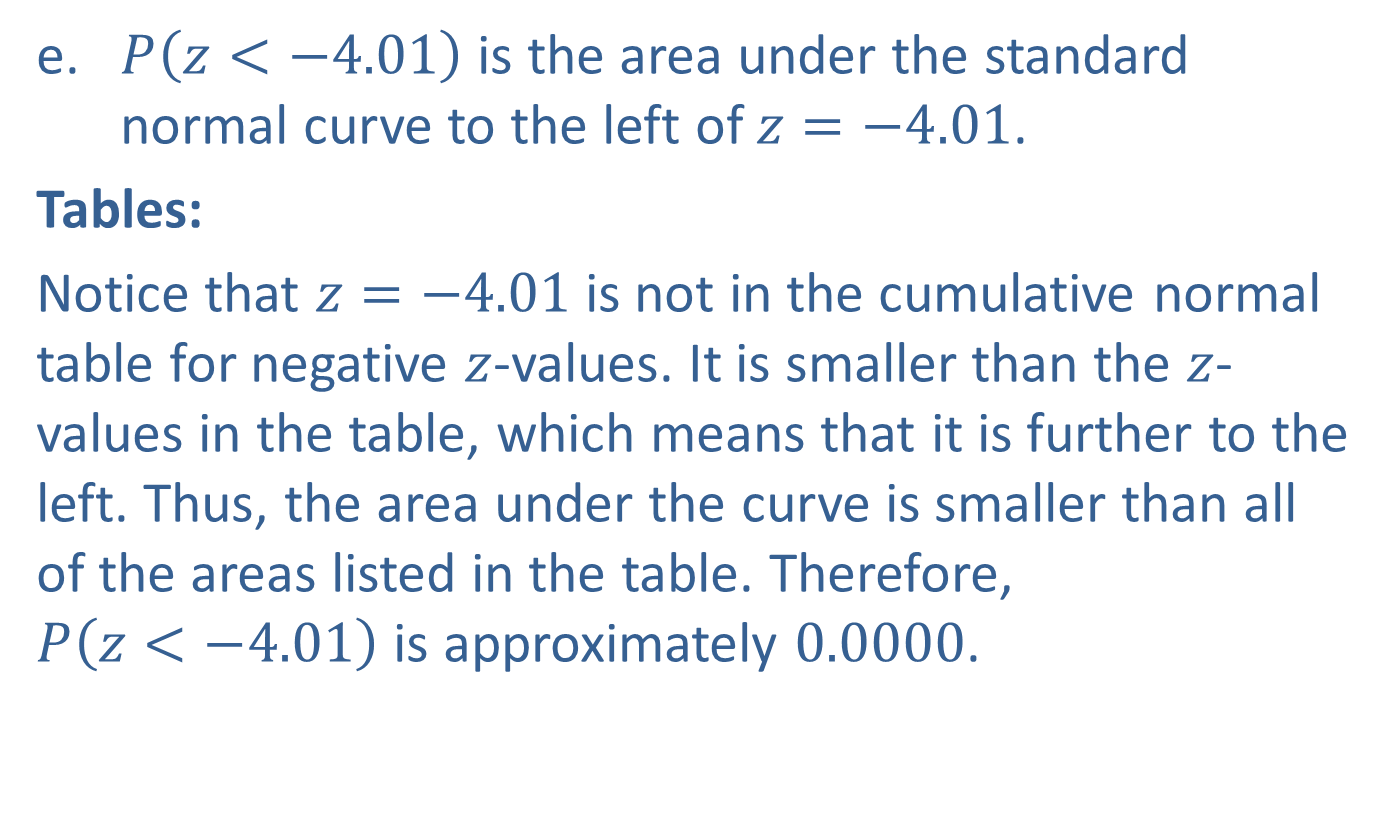 e. P(z < −4.01) is the area under the standard
normal curve to the left of z = −4.01.
Tables:
Notice that z = −4.01 is not in the cumulative normal
table for negative z-values. It is smaller than the z-
values in the table, which means that it is further to the
left. Thus, the area under the curve is smaller than all
of the areas listed in the table. Therefore,
P(z < −4.01) is approximately 0.0000.